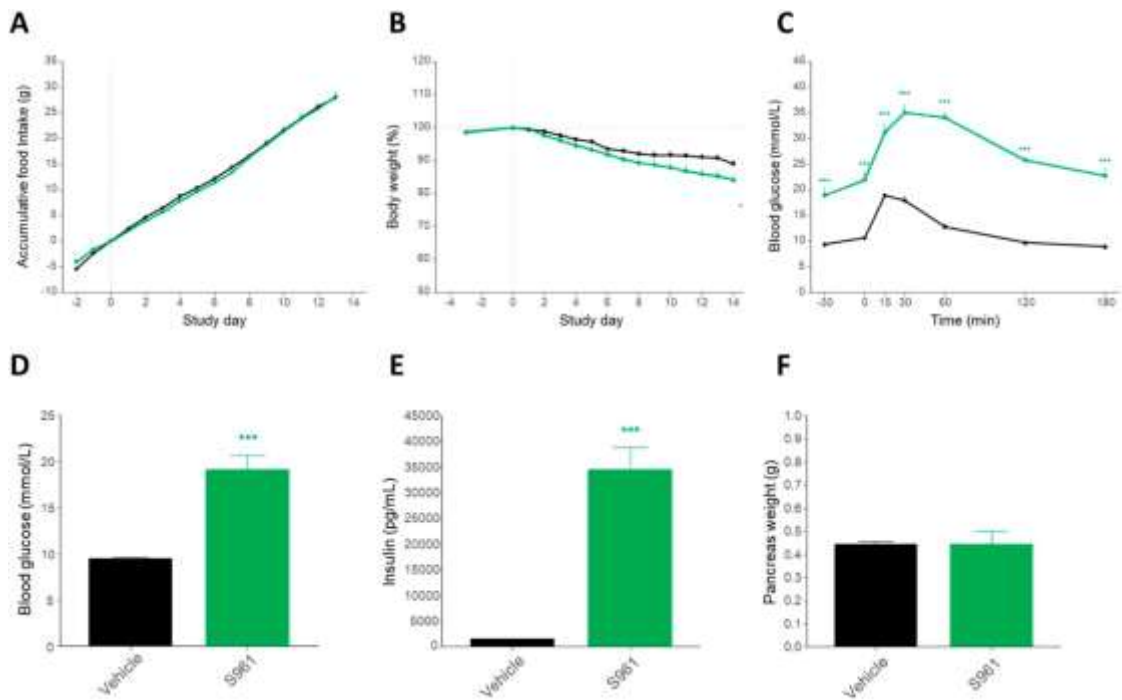 A
35
30
25
20
15
10
5
0
-5
-10
Accumulative food Intake (g)
-2 0 2 4 6 8 10 12 14
Study day
B
120
110
100
90
80
70
60
50
Body weight (%)
-4 -2 0 2 4 6 8 10 12 14
Study day
*
C
45
40
35
30
25
20
15
10
5
0
Blood glucose (mmol/L)
*** *** *** *** *** *** ***
-30 0 15 30 60 120 180
Time (min)
D
25
20
15
10
5
0
Blood glucose (mmol/L)
***
Vehicle S961
E
45000
40000
35000
30000
25000
20000
15000
10000
5000
0
Insulin (pg/mL)
***
Vehicle S961
F
1.0
0.9
0.8
0.7
0.6
0.5
0.4
0.3
0.2
0.1
0.0
Pancreas weight (g)
Vehicle S961